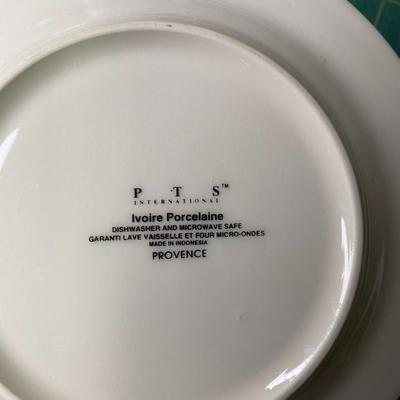 P T S™
INTERNATIONAL
Ivoire Porcelaine
DISHWASHER AND MICROWAVE SAFE
GARANTI LAVE VAISSELLE ET FOUR MICRO-ONDES
MADE IN INDONESIA
PROVENCE